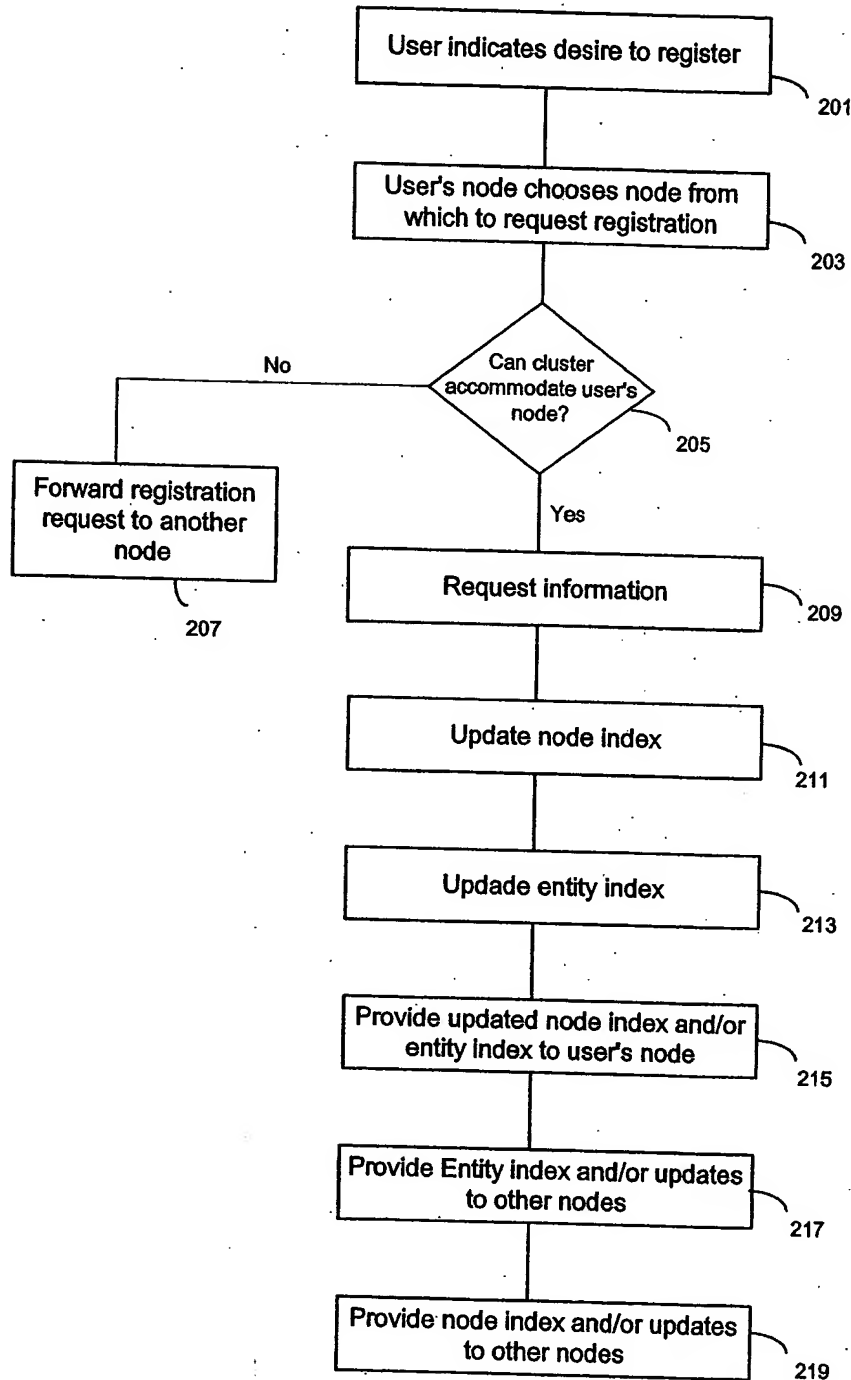 User indicates desire to register
201
User's node chooses node from
which to request registration
203
Can cluster
accommodate user's
node?
205
No
Forward registration
request to another
node
207
Yes
Request information
209
Update node index
211
Updade entity index
213
Provide updated node index and/or
entity index to user's node
215
Provide Entity index and/or updates
to other nodes
217
Provide node index and/or updates
to other nodes
219